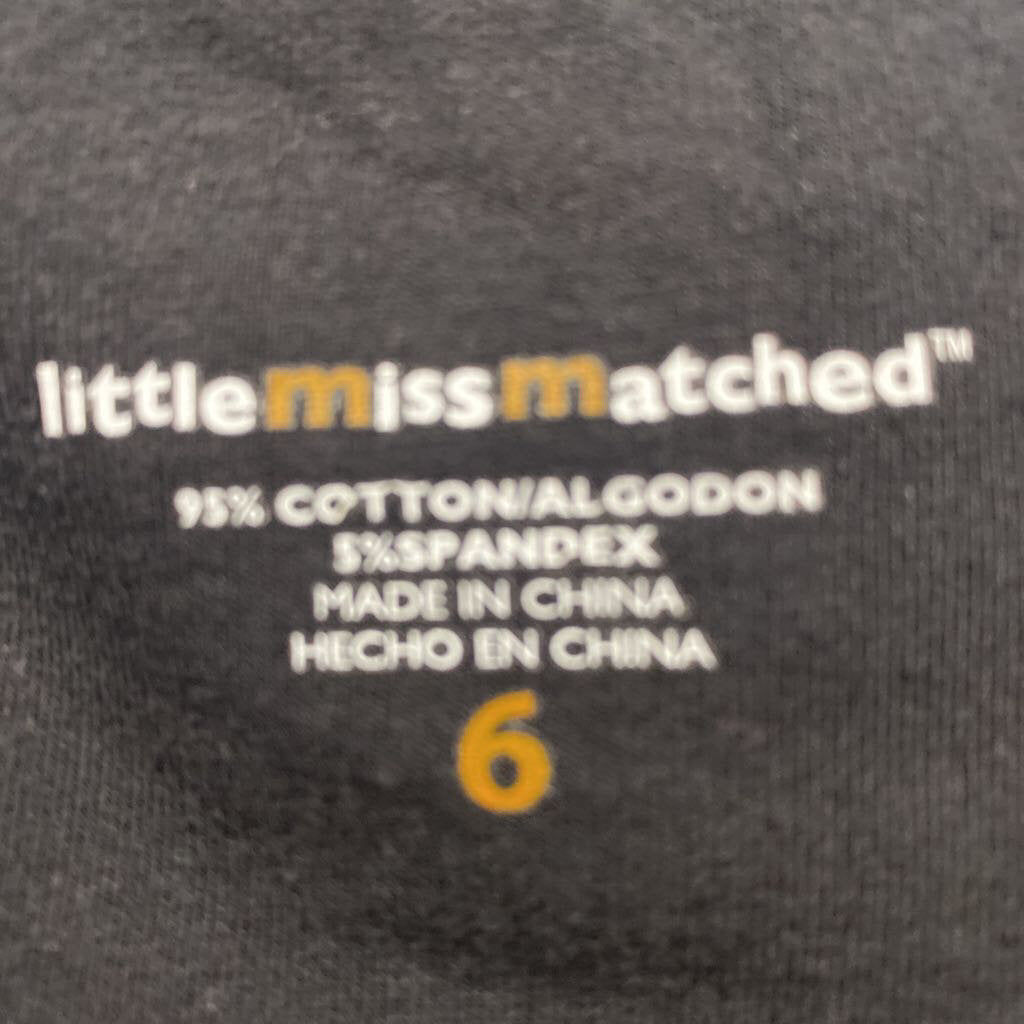 littlemissmatched™
95% COTTON/ALGODON
5%SPANDEX
MADE IN CHINA
HECHO EN CHINA
6